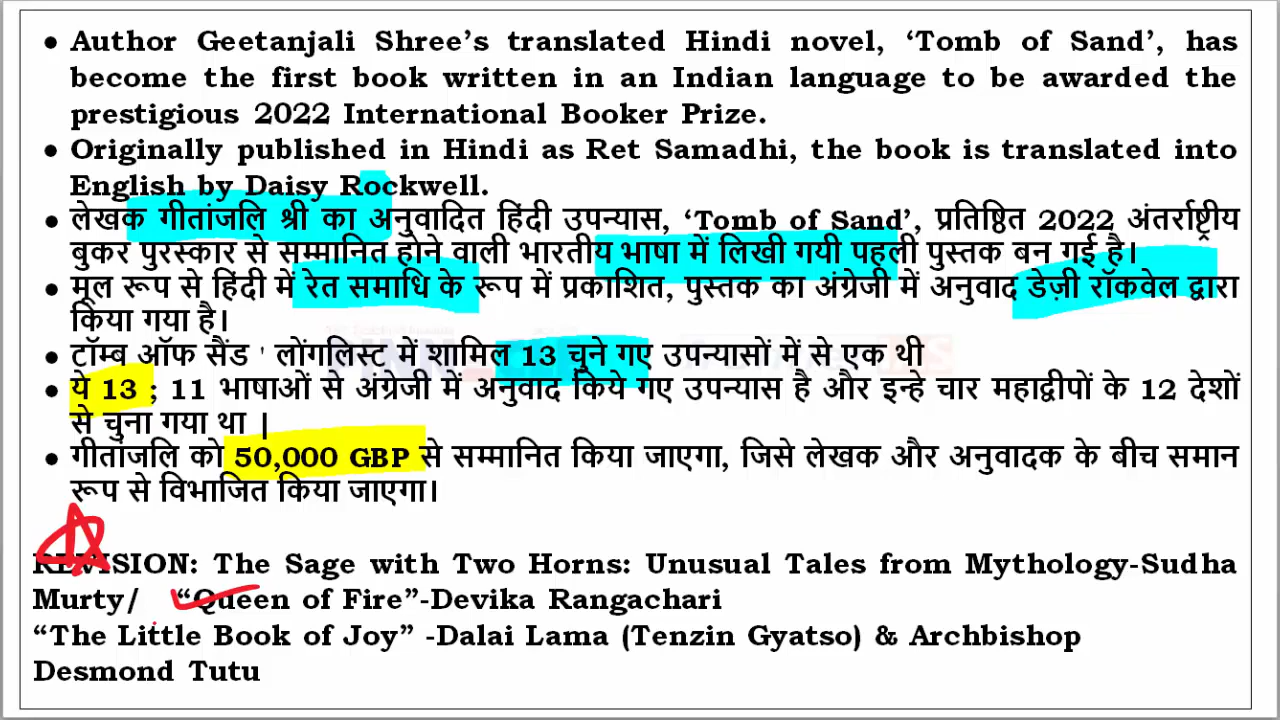 ● Author Geetanjali Shree’s translated Hindi novel, ‘Tomb of Sand’, has
become the first book written in an Indian language to be awarded the
prestigious 2022 International Booker Prize.
● Originally published in Hindi as Ret Samadhi, the book is translated into
English by Daisy Rockwell.
● लेखक गीतांजलि श्री का अनुवादित हिंदी उपन्यास, ‘Tomb of Sand’, प्रतिष्ठित 2022 अंतर्राष्ट्रीय
बुकर पुरस्कार से सम्मानित होने वाली भारतीय भाषा में लिखी गयी पहली पुस्तक बन गई है।
● मूल रूप से हिंदी में रेत समाधि के रूप में प्रकाशित, पुस्तक का अंग्रेजी में अनुवाद डेज़ी रॉकवेल द्वारा
किया गया है।
● टॉम्ब ऑफ सैंड ' लोंगलिस्ट में शामिल 13 चुने गए उपन्यासों में से एक थी
● ये 13 ; 11 भाषाओं से अंग्रेजी में अनुवाद किये गए उपन्यास है और इन्हे चार महाद्वीपों के 12 देशों
से चुना गया था |
● गीतांजलि को 50,000 GBP से सम्मानित किया जाएगा, जिसे लेखक और अनुवादक के बीच समान
रूप से विभाजित किया जाएगा।
REVISION: The Sage with Two Horns: Unusual Tales from Mythology-Sudha
Murty/ “Queen of Fire”-Devika Rangachari
“The Little Book of Joy” -Dalai Lama (Tenzin Gyatso) & Archbishop
Desmond Tutu